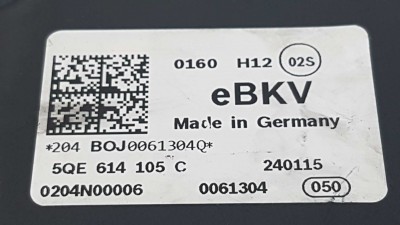 0160 H12 02S
eBKV
Made in Germany
*204 BOJ0061304Q*
5QE 614 105 C 240115
0204N00006 0061304 050